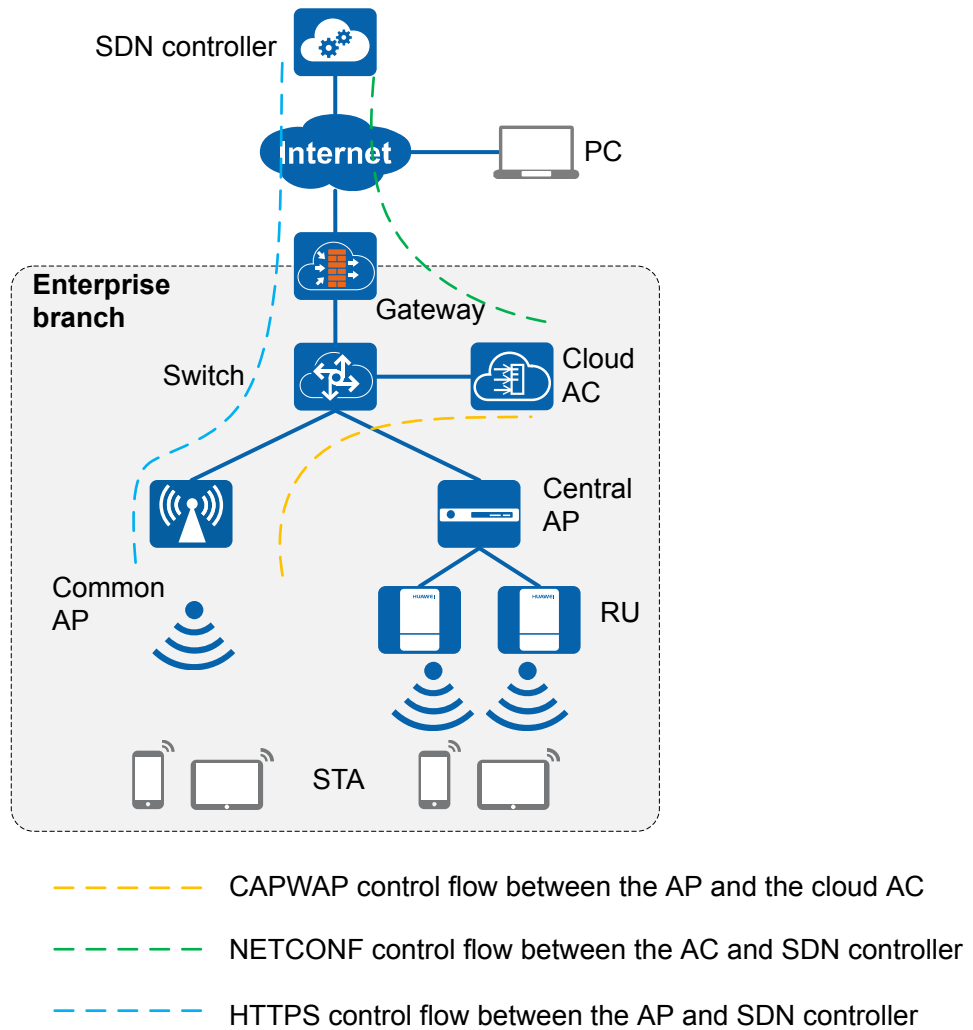 SDN controller
Internet
PC
Enterprise
branch
Gateway
Switch
Cloud
AC
Central
AP
Common
AP
HUAWEI
HUAWEI
RU
STA
CAPWAP control flow between the AP and the cloud AC
NETCONF control flow between the AC and SDN controller
HTTPS control flow between the AP and SDN controller